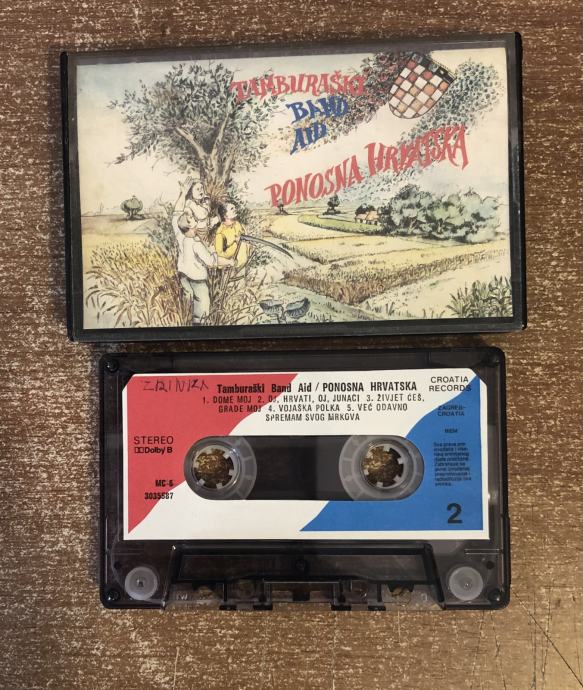 TAMBURAŠKI
BAND
AID
PONOSNA HRVATSKA
ZRINKA
Tamburaški Band Aid / PONOSNA HRVATSKA
1. DOME MOJ 2. OJ, HRVATI, OJ, JUNACI 3. ŽIVJET ĆEŠ,
GRADE MOJ 4. VOJAŠKA POLKA 5. VEĆ ODAVNO
SPREMAM SVOG MRKOVA
CROATIA
RECORDS
ZAGREB-
CROATIA
STEREO
Dolby B
MC-6
3035587
2